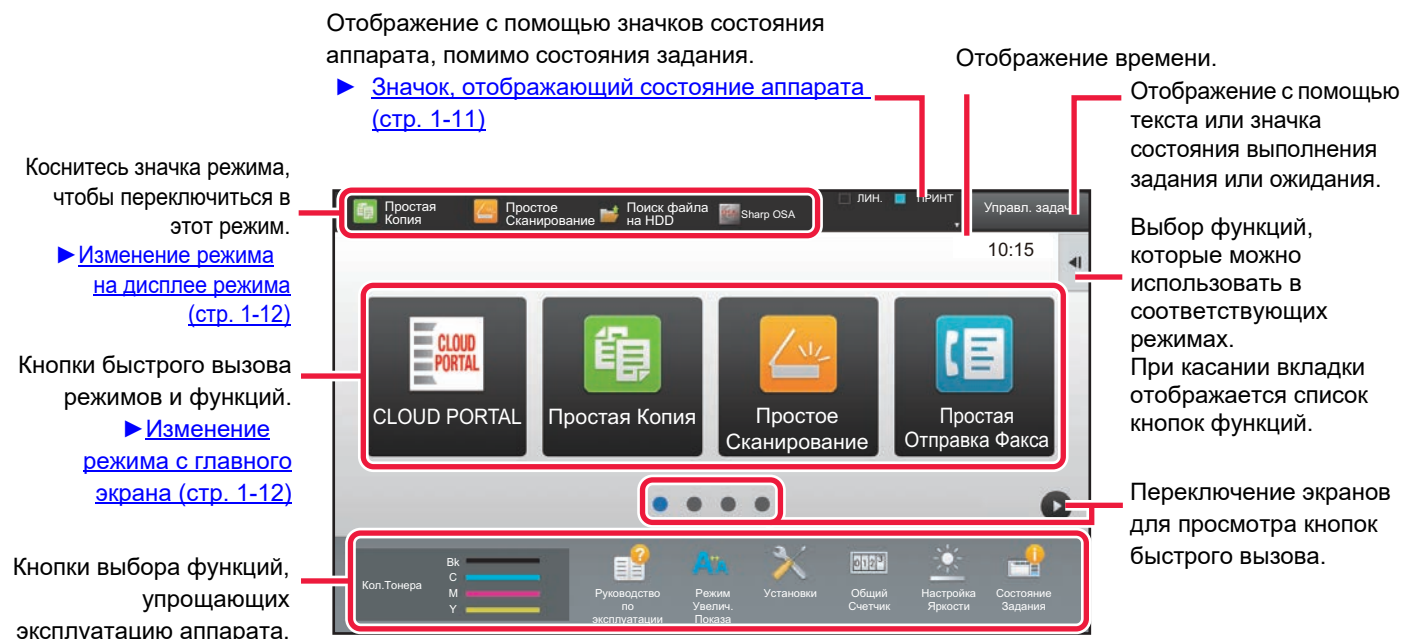 Отображение с помощью значков состояния
аппарата, помимо состояния задания.
► Значок, отображающий состояние аппарата
(стр. 1-11)
Отображение времени.
Отображение с помощью
текста или значка
состояния выполнения
задания или ожидания.
Коснитесь значка режима,
чтобы переключиться в
этот режим.
►Изменение режима
на дисплее режима
(стр. 1-12)
Кнопки быстрого вызова
режимов и функций.
►Изменение
режима с главного
экрана (стр. 1-12)
Кнопки выбора функций,
упрощающих
эксплуатацию аппарата.
Простая
Копия
Простое
Сканирование
Поиск файла
на HDD
Sharp OSA
ЛИН.
ПРИНТ
Управл. задач
10:15
CLOUD
PORTAL
CLOUD PORTAL
Простая Копия
Простое
Сканирование
Простая
Отправка Факса
Кол.Тонера
Bk
C
M
Y
Руководство
по
эксплуатации
Режим
Увелич.
Показа
Установки
Общий
Счетчик
Настройка
Яркости
Состояние
Задания
Выбор функций,
которые можно
использовать в
соответствующих
режимах.
При касании вкладки
отображается список
кнопок функций.
Переключение экранов
для просмотра кнопок
быстрого вызова.